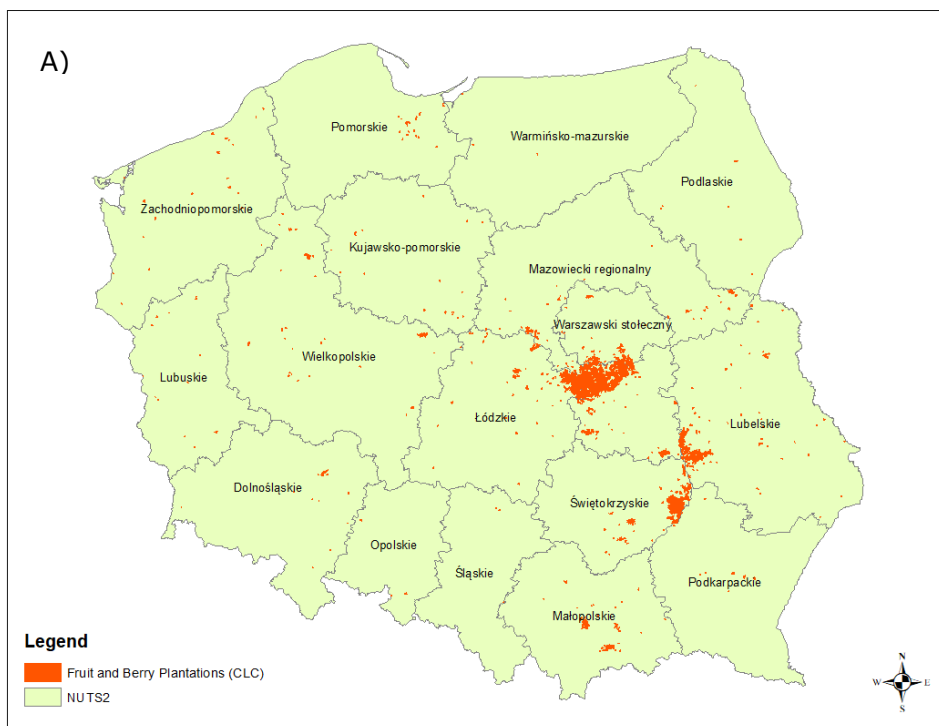 A)
Pomorskie
Warmińsko-mazurskie
Podlaskie
Zachodniopomorskie
Kujawsko-pomorskie
Mazowiecki regionalny
Warszawski stołeczny
Wielkopolskie
Lubuskie
Łódzkie
Lubelskie
Dolnośląskie
Świętokrzyskie
Opolskie
Śląskie
Podkarpackie
Małopolskie
Legend
Fruit and Berry Plantations (CLC)
NUTS2
N
W E
S